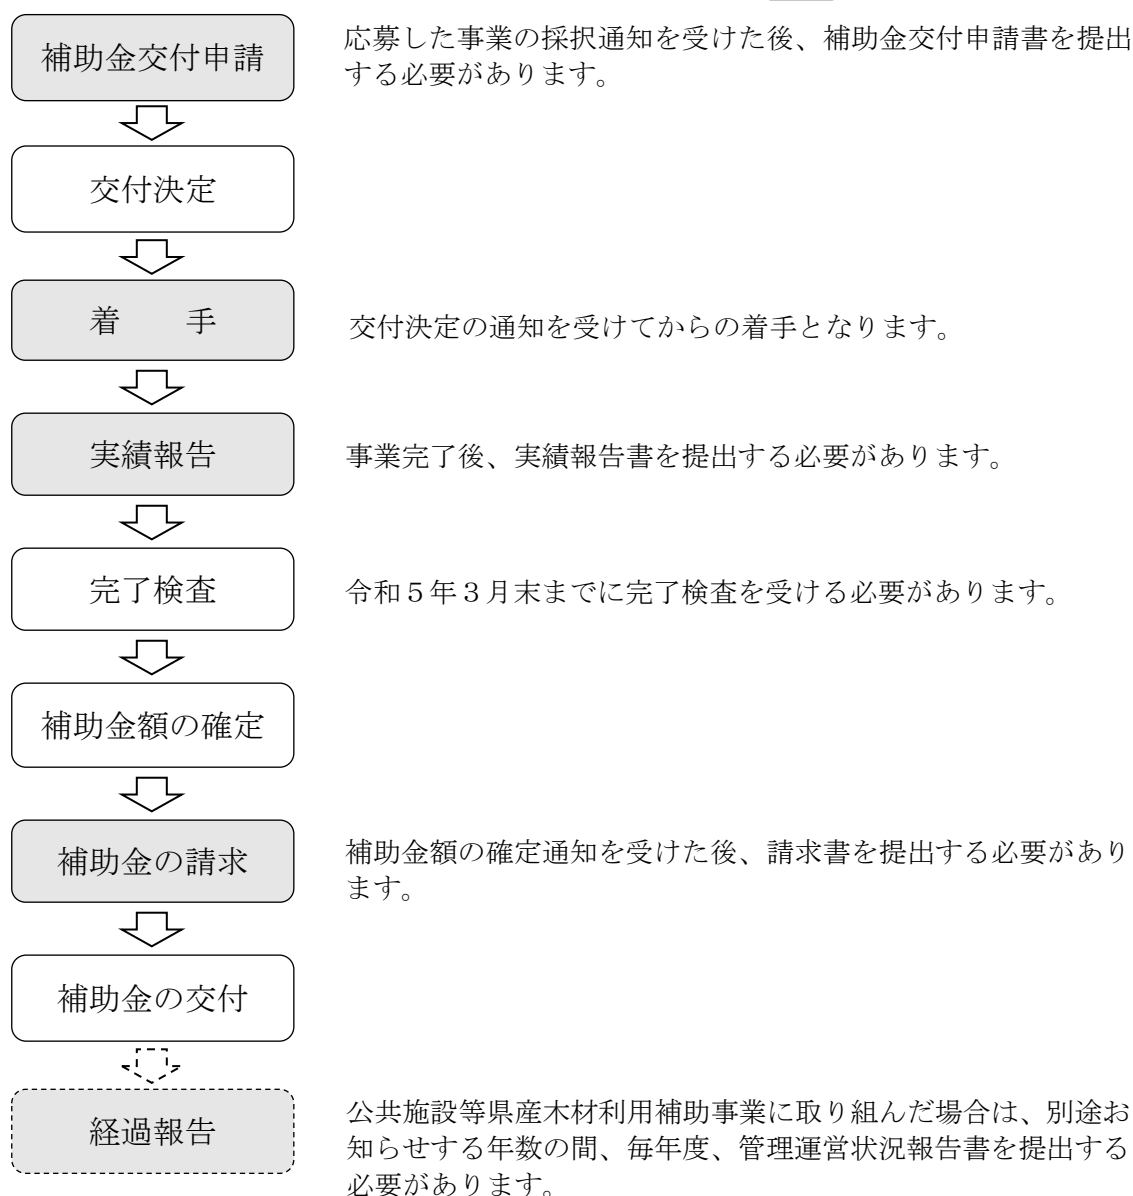 補助金交付申請
応募した事業の採択通知を受けた後、補助金交付申請書を提出
する必要があります。
交付決定
着　　手
交付決定の通知を受けてからの着手となります。
実績報告
事業完了後、実績報告書を提出する必要があります。
完了検査
令和５年３月末までに完了検査を受ける必要があります。
補助金額の確定
補助金の請求
補助金額の確定通知を受けた後、請求書を提出する必要があり
ます。
補助金の交付
経過報告
公共施設等県産木材利用補助事業に取り組んだ場合は、別途お
知らせする年数の間、毎年度、管理運営状況報告書を提出する
必要があります。